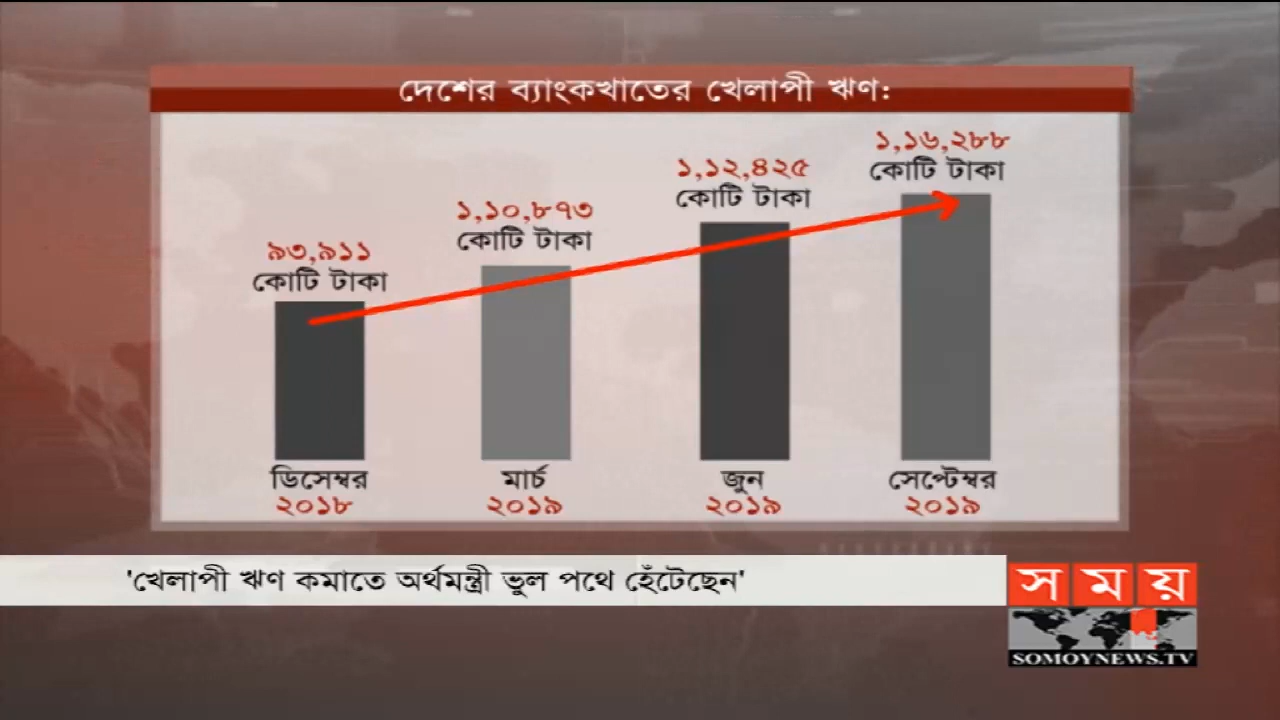 দেশের ব্যাংকখাতের খেলাপী ঋণ:
৯৩,৯১১
কোটি টাকা
১,১০,৮৭৩
কোটি টাকা
১,১২,৪২৫
কোটি টাকা
১,১৬,২৮৮
কোটি টাকা
ডিসেম্বর
২০১৮
মার্চ
২০১৯
জুন
২০১৯
সেপ্টেম্বর
২০১৯
'খেলাপী ঋণ কমাতে অর্থমন্ত্রী ভুল পথে হেঁটেছেন'
সময়
SOMOYNEWS.TV